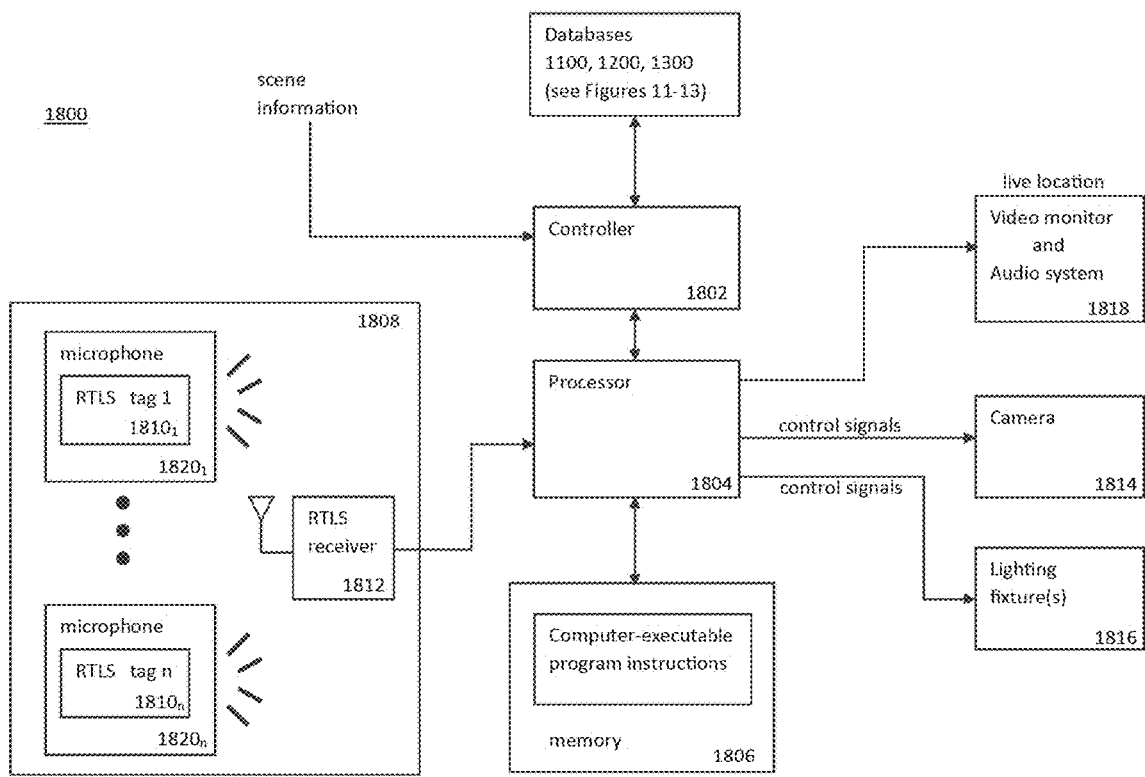 Databases
1100, 1200, 1300
(see Figures 11-13)
scene
information
1800
live location
Video monitor
and
Audio system
1818
Controller
1802
1808
microphone
RTLS tag 1
1810₁
1820₁
Processor
1804
control signals
Camera
1814
control signals
RTLS
receiver
1812
Lighting
fixture(s)
1816
microphone
RTLS tag n
1810ₙ
1820ₙ
Computer-executable
program instructions
memory
1806